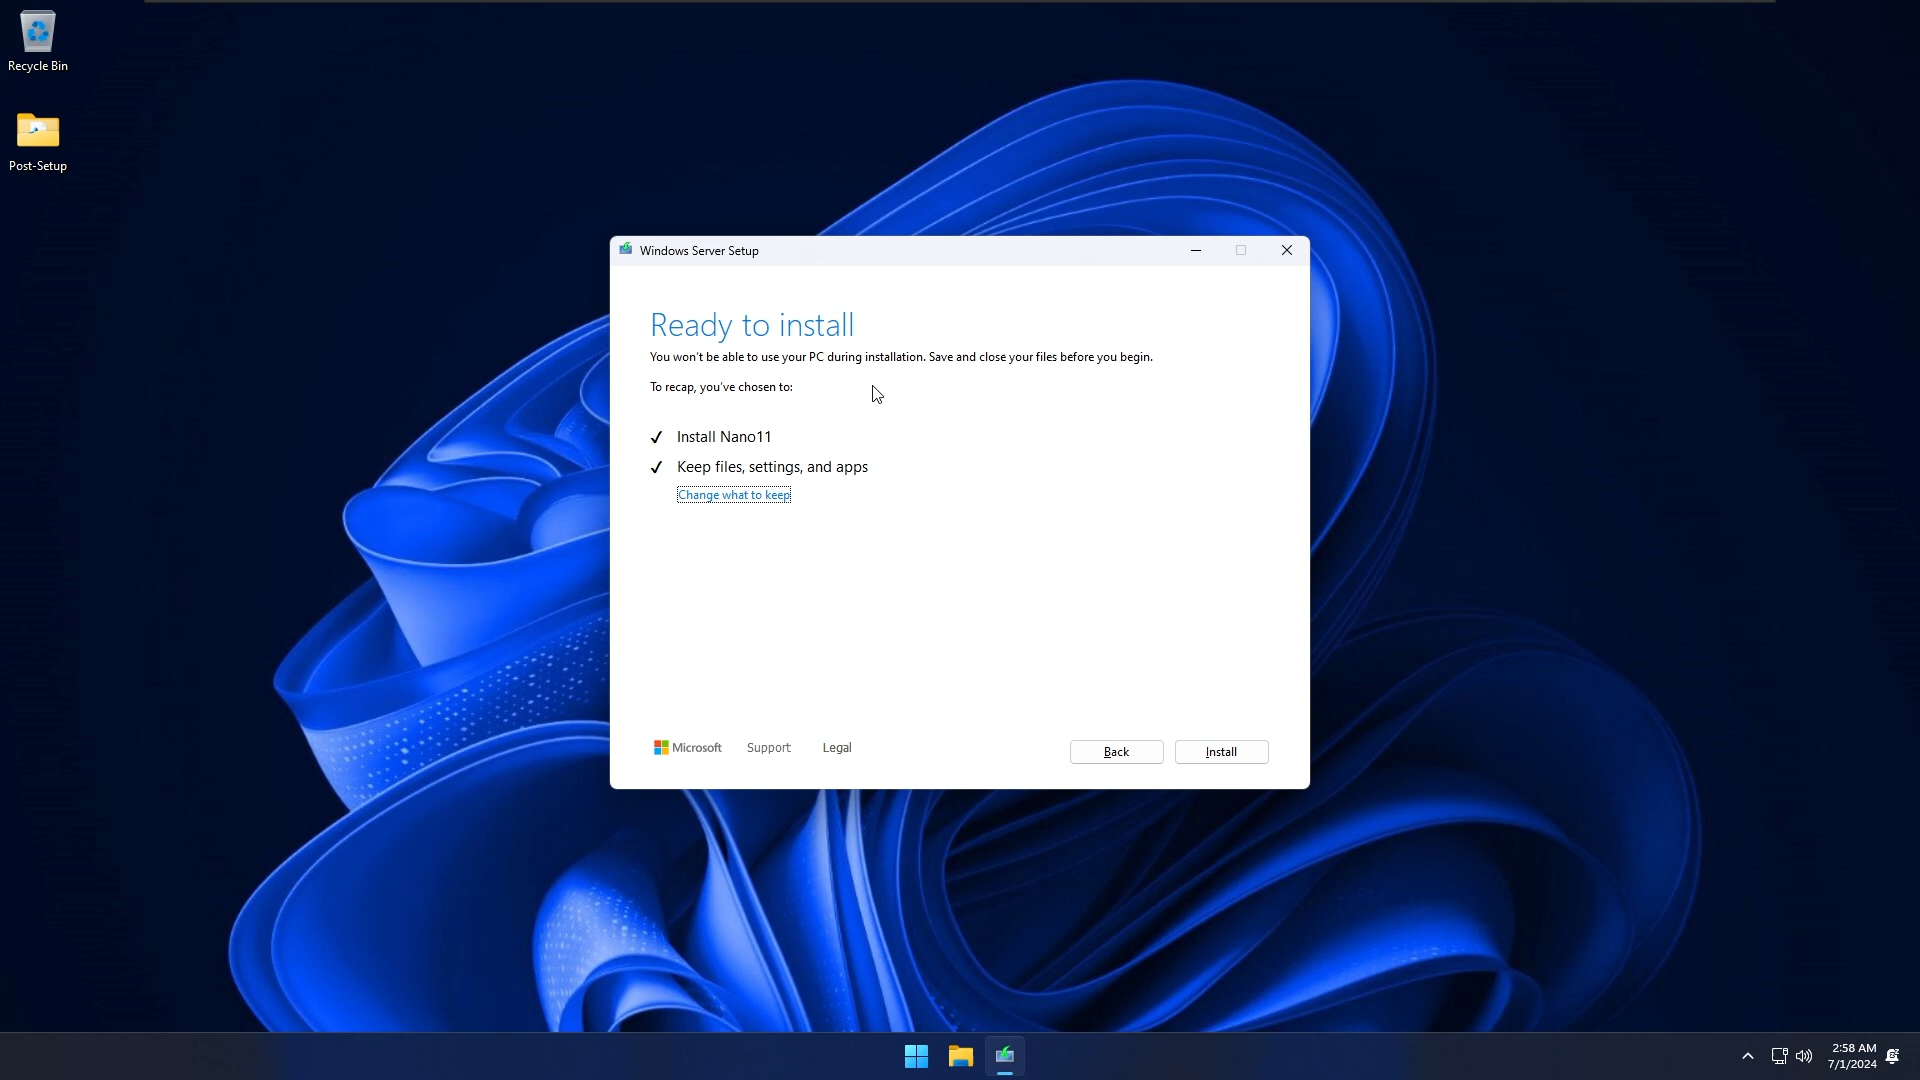 Recycle Bin
Post-Setup
Windows Server Setup
Ready to install
You won't be able to use your PC during installation. Save and close your files before you begin.
To recap, you've chosen to:
✓ Install Nano11
✓ Keep files, settings, and apps
Change what to keep
Microsoft Support Legal
Back Install
2:58 AM
7/1/2024